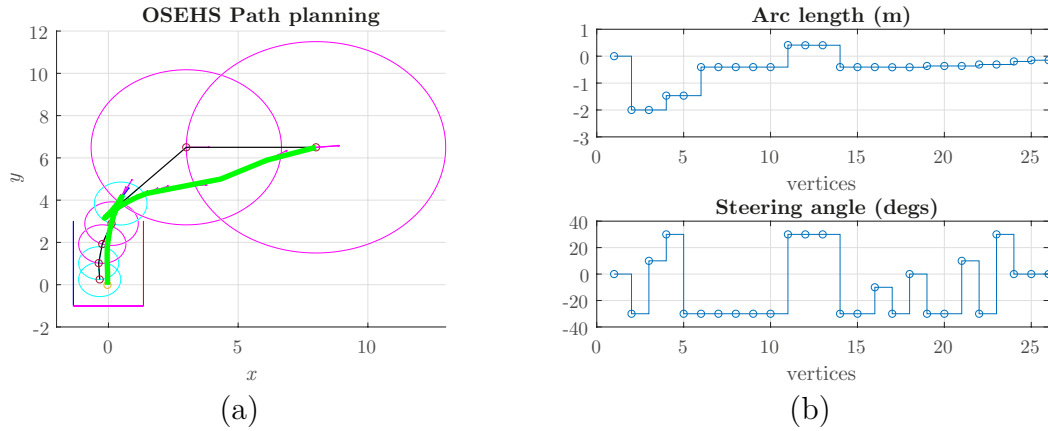 OSEHS Path planning
12
10
8
6
4
2
0
-2
y
0 5 10
x
(a)
Arc length (m)
1
0
-1
-2
-3
0 5 10 15 20 25
vertices
Steering angle (degs)
40
20
0
-20
-40
0 5 10 15 20 25
vertices
(b)